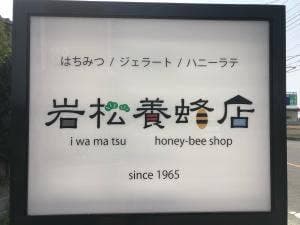 はちみつ / ジェラート / ハニーラテ
岩松養蜂店
i wa ma tsu honey-bee shop
since 1965